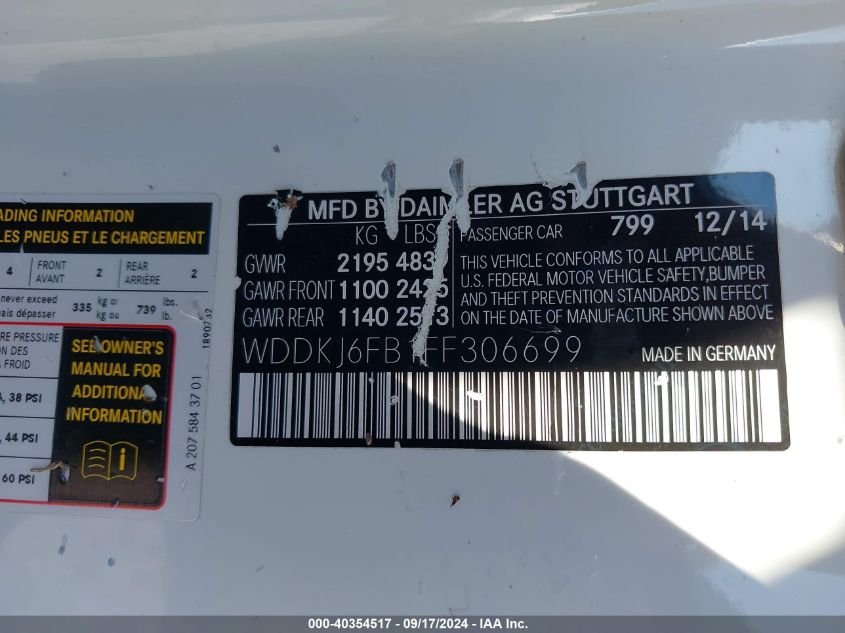 ADING INFORMATION
LES PNEUS ET LE CHARGEMENT
4 FRONT AVANT 2 REAR ARRIÈRE 2
never exceed 335 kg or 739 lbs.
mais dépasser kg ou lb.
RE PRESSURE
ON DES
À FROID
A, 38 PSI
, 44 PSI
60 PSI
SEE OWNER'S
MANUAL FOR
ADDITIONAL
INFORMATION
A 207 584 37 01
MFD BY DAIMLER AG STUTTGART
KG LBS PASSENGER CAR 799 12/14
GVWR 2195
GAWR FRONT 1100
GAWR REAR 1140
THIS VEHICLE CONFORMS TO ALL APPLICABLE
U.S. FEDERAL MOTOR VEHICLE SAFETY, BUMPER
AND THEFT PREVENTION STANDARDS IN EFFECT
ON THE DATE OF MANUFACTURE SHOWN ABOVE
MADE IN GERMANY
000-40354517 - 09/17/2024 - IAA Inc.